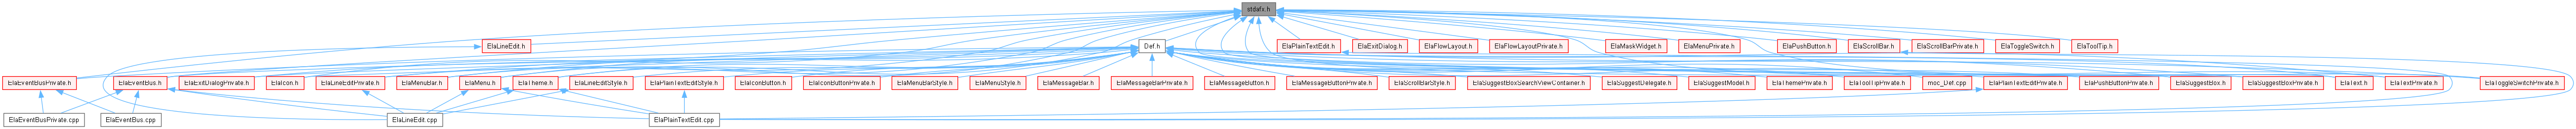 stdafx.h
ElaLineEdit.h
Def.h
ElaPlainTextEdit.h
ElaExitDialog.h
ElaFlowLayout.h
ElaFlowLayoutPrivate.h
ElaMaskWidget.h
ElaMenuPrivate.h
ElaPushButton.h
ElaScrollBar.h
ElaScrollBarPrivate.h
ElaToggleSwitch.h
ElaToolTip.h
ElaEventBusPrivate.h
ElaEventBus.h
ElaExitDialogPrivate.h
ElaIcon.h
ElaLineEditPrivate.h
ElaMenuBar.h
ElaMenu.h
ElaTheme.h
ElaLineEditStyle.h
ElaPlainTextEditStyle.h
ElaIconButton.h
ElaIconButtonPrivate.h
ElaMenuBarStyle.h
ElaMenuStyle.h
ElaMessageBar.h
ElaMessageBarPrivate.h
ElaMessageButton.h
ElaMessageButtonPrivate.h
ElaScrollBarStyle.h
ElaSuggestBoxSearchViewContainer.h
ElaSuggestDelegate.h
ElaSuggestModel.h
ElaThemePrivate.h
ElaToolTipPrivate.h
moc_Def.cpp
ElaPlainTextEditPrivate.h
ElaPushButtonPrivate.h
ElaSuggestBox.h
ElaSuggestBoxPrivate.h
ElaText.h
ElaTextPrivate.h
ElaToggleSwitchPrivate.h
ElaEventBusPrivate.cpp
ElaEventBus.cpp
ElaLineEdit.cpp
ElaPlainTextEdit.cpp